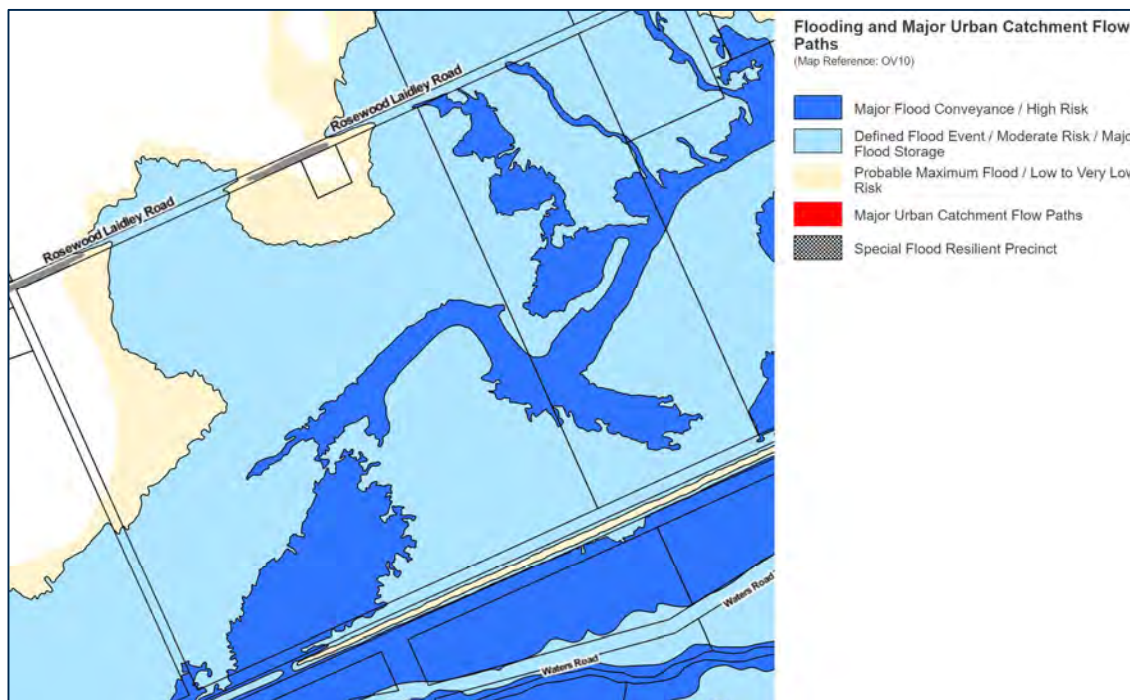 Flooding and Major Urban Catchment Flow
Paths
(Map Reference: OV10)
Major Flood Conveyance / High Risk
Defined Flood Event / Moderate Risk / Major
Flood Storage
Probable Maximum Flood / Low to Very Low
Risk
Major Urban Catchment Flow Paths
Special Flood Resilient Precinct
Rosewood Laidley Road
Rosewood Laidley Road
Waters Road
Waters Road